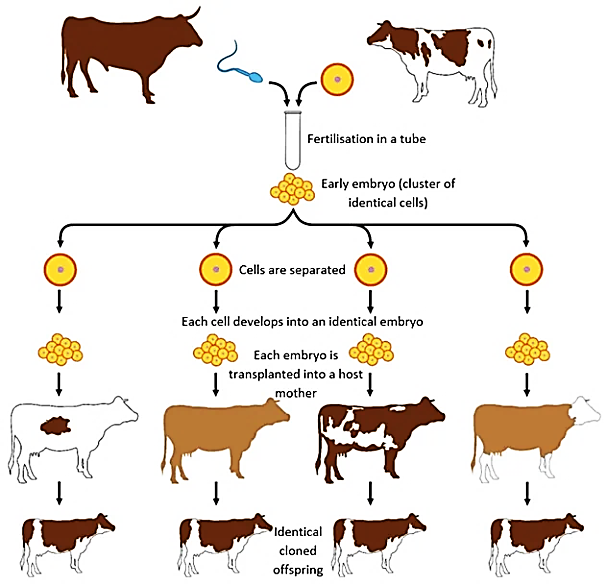 Fertilisation in a tube
Early embryo (cluster of
identical cells)
Cells are separated
Each cell develops into an identical embryo
Each embryo is
transplanted into a host
mother
Identical
cloned
offspring